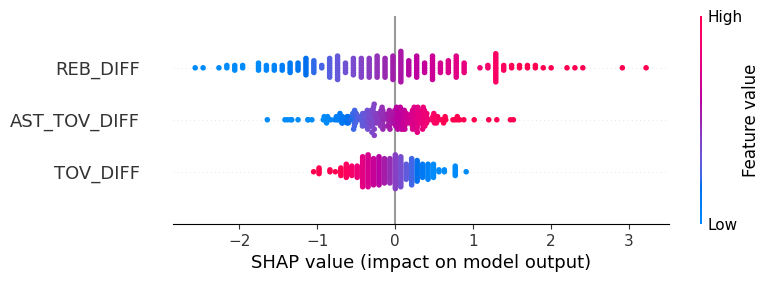 High
REB_DIFF
AST_TOV_DIFF
TOV_DIFF
Feature value
Low
−2 −1 0 1 2 3
SHAP value (impact on model output)